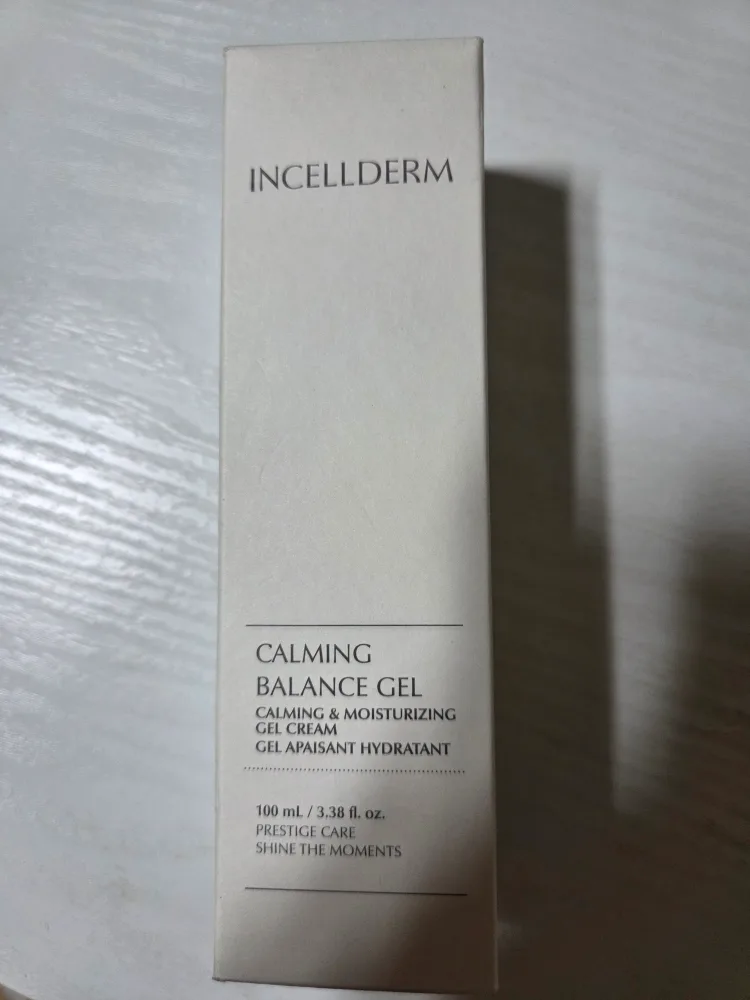 INCELLDERM
CALMING
BALANCE GEL
CALMING & MOISTURIZING
GEL CREAM
GEL APAISANT HYDRATANT
100 mL / 3.38 fl. oz.
PRESTIGE CARE
SHINE THE MOMENTS